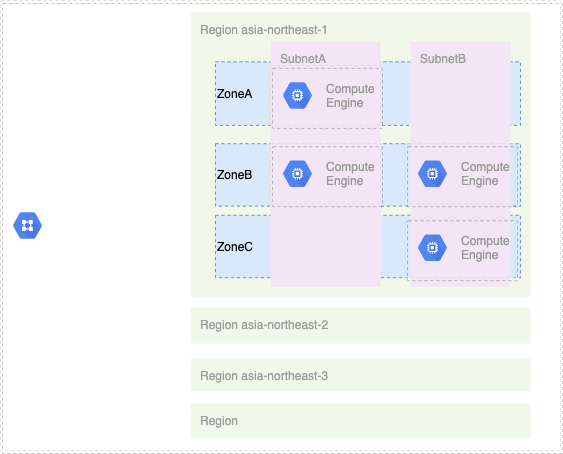 Region asia-northeast-1
SubnetA
SubnetB
ZoneA
Compute
Engine
ZoneB
Compute
Engine
Compute
Engine
ZoneC
Compute
Engine
Region asia-northeast-2
Region asia-northeast-3
Region